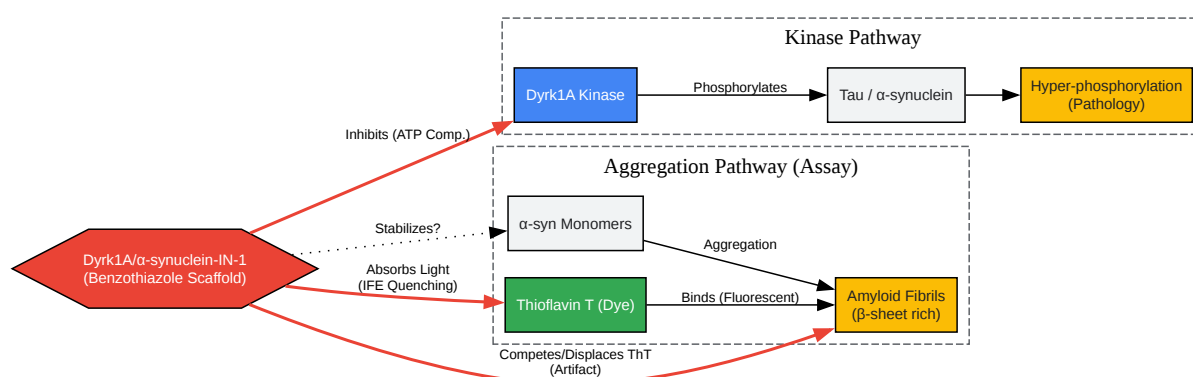 Kinase Pathway
Dyrk1A Kinase
Phosphorylates
Tau / α-synuclein
Hyper-phosphorylation
(Pathology)
Inhibits (ATP Comp.)
Aggregation Pathway (Assay)
α-syn Monomers
Stabilizes?
Aggregation
Dyrk1A/α-synuclein-IN-1
(Benzothiazole Scaffold)
Absorbs Light
(IFE Quenching)
Thioflavin T (Dye)
Binds (Fluorescent)
Amyloid Fibrils
(β-sheet rich)
Competes/Displaces ThT
(Artifact)